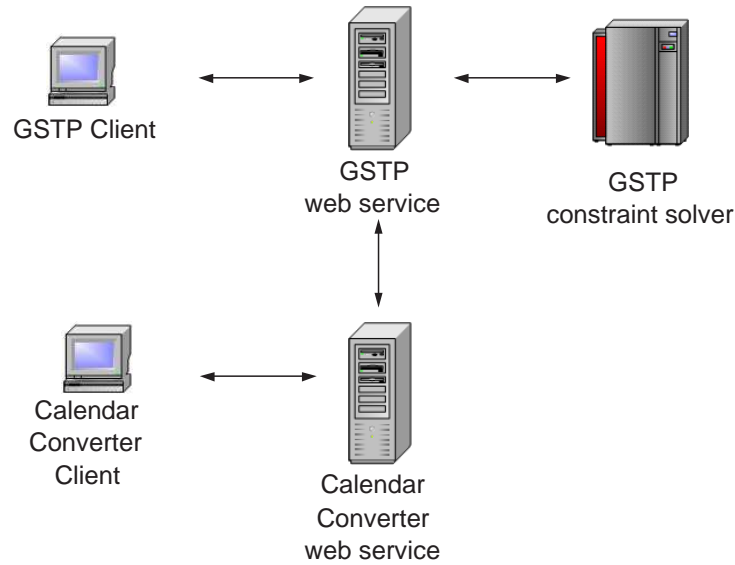 GSTP Client
GSTP
web service
GSTP
constraint solver
Calendar
Converter
Client
Calendar
Converter
web service